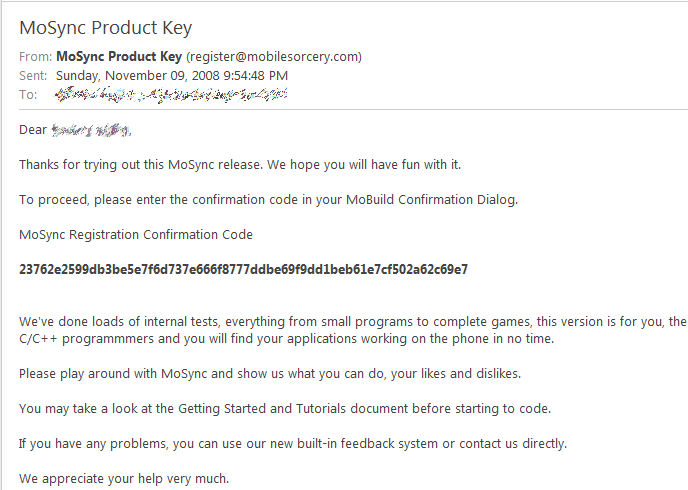 MoSync Product Key
From: MoSync Product Key (register@mobilesorcery.com)
Sent: Sunday, November 09, 2008 9:54:48 PM
To:
Dear
Thanks for trying out this MoSync release. We hope you will have fun with it.
To proceed, please enter the confirmation code in your MoBuild Confirmation Dialog.
MoSync Registration Confirmation Code
23762e2599db3be5e7f6d737e666f8777ddbe69f9dd1beb61e7cf502a62c69e7
We've done loads of internal tests, everything from small programs to complete games, this version is for you, the
C/C++ programmmers and you will find your applications working on the phone in no time.
Please play around with MoSync and show us what you can do, your likes and dislikes.
You may take a look at the Getting Started and Tutorials document before starting to code.
If you have any problems, you can use our new built-in feedback system or contact us directly.
We appreciate your help very much.